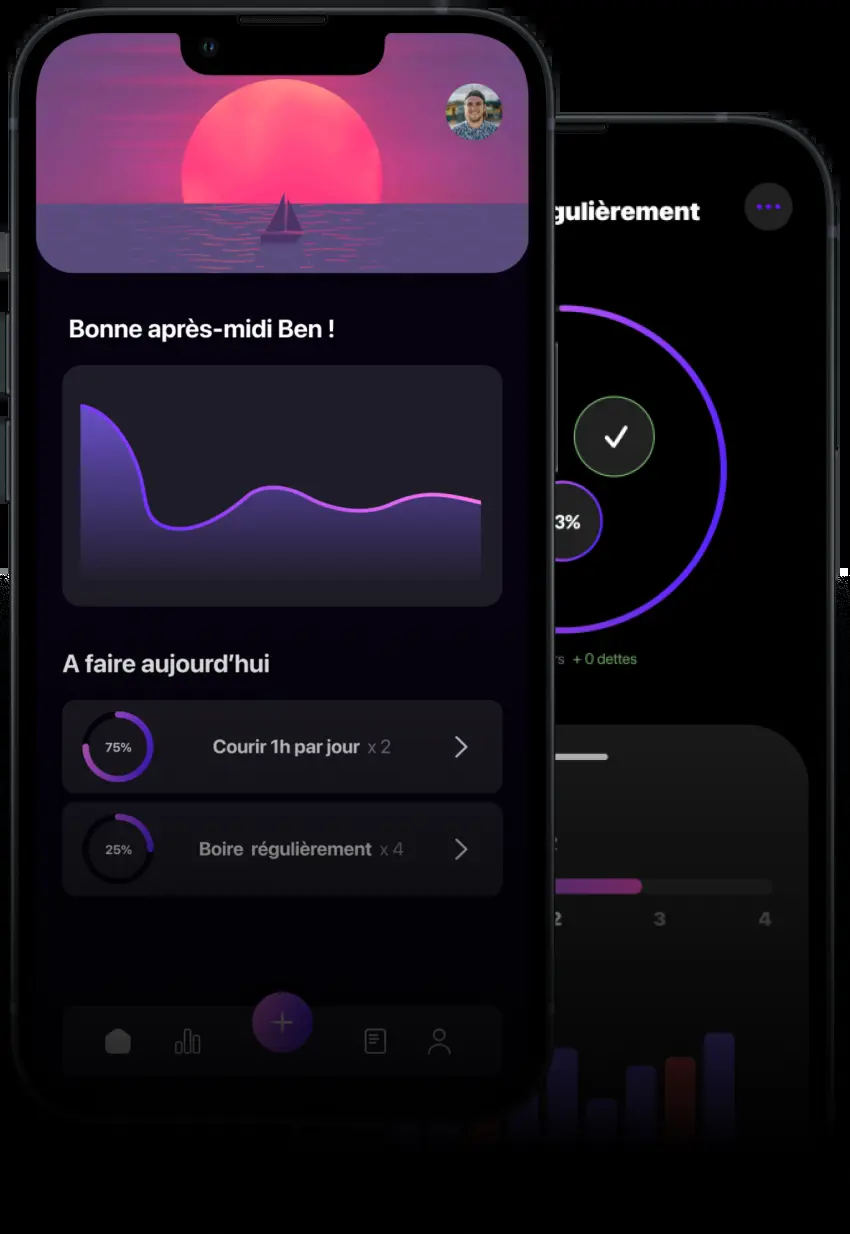 Bonne après-midi Ben !
A faire aujourd’hui
75%
Courir 1h par jour x 2
25%
Boire régulièrement x 4
gulièrement
3%
+ 0 dettes
2
3
4